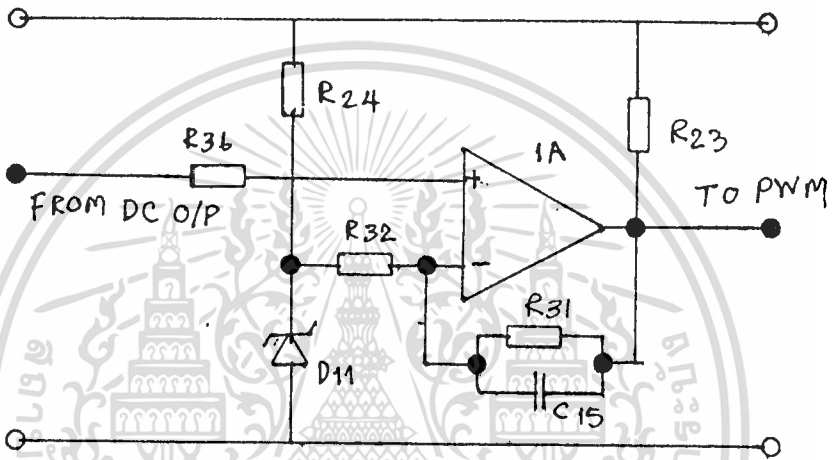 R24
R36
1A
R23
FROM DC O/P
TO PWM
R32
+
-
R31
D11
C15